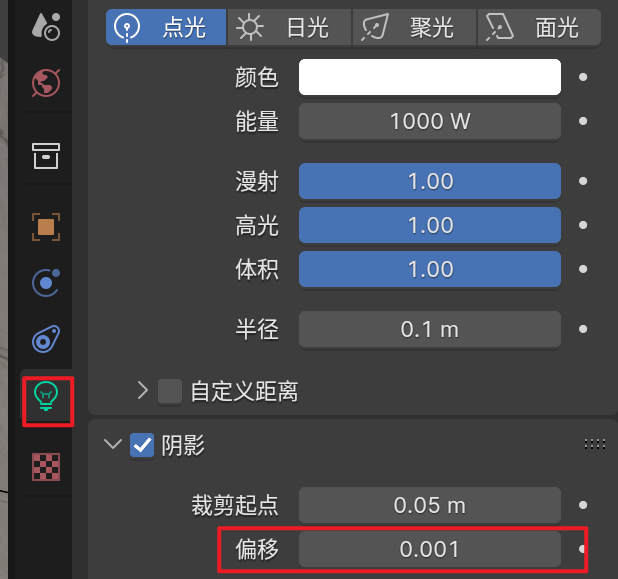 点光 日光 聚光 面光
颜色
能量 1000 W
漫射 1.00
高光 1.00
体积 1.00
半径 0.1 m
自定义距离
阴影
裁剪起点 0.05 m
偏移 0.001